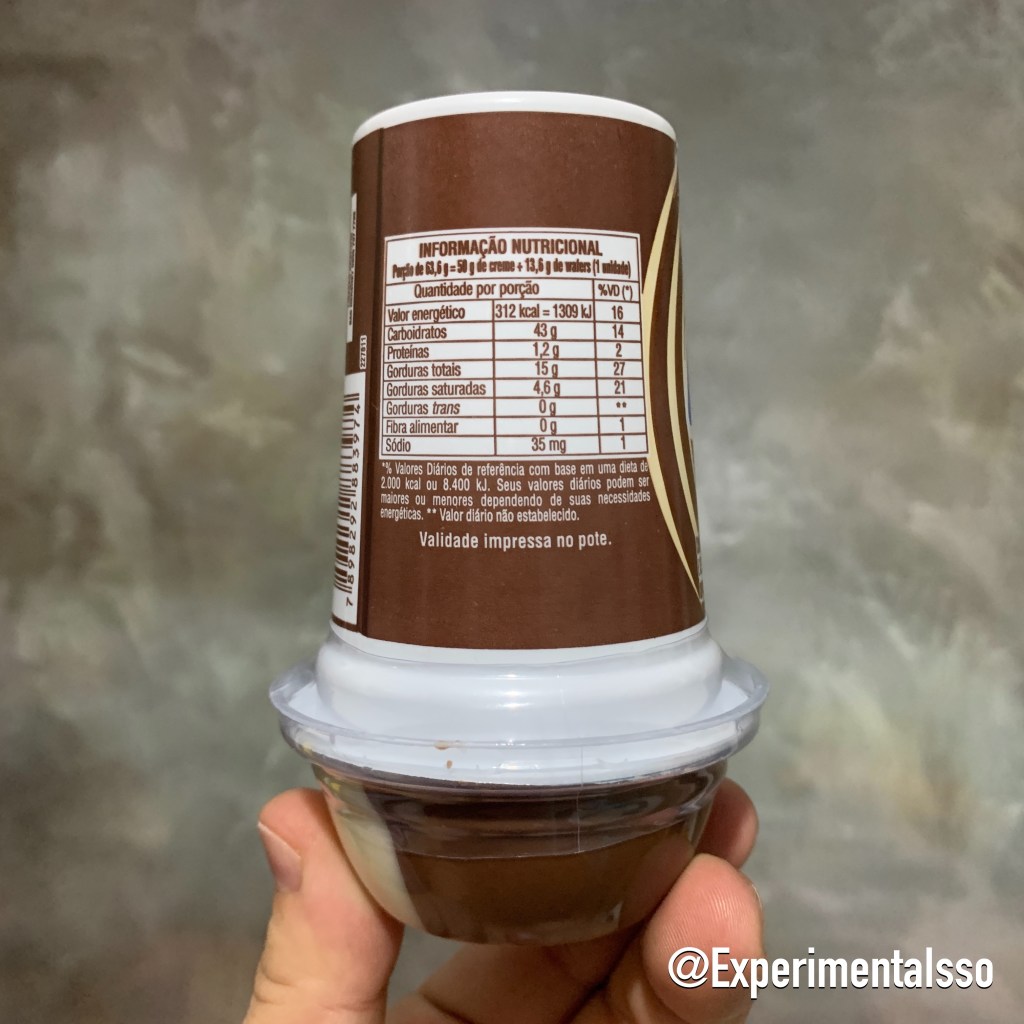 INFORMAÇÃO NUTRICIONAL
Porção de 63,6 g = 50 g de creme + 13,6 g de wafers (1 unidade)
Quantidade por porção %VD (*)
Valor energético 312 kcal = 1309 kJ 16
Carboidratos 43 g 14
Proteínas 1,2 g 2
Gorduras totais 15 g 27
Gorduras saturadas 4,6 g 21
Gorduras trans 0 g **
Fibra alimentar 0 g 1
Sódio 35 mg 1
*% Valores Diários de referência com base em uma dieta de
2.000 kcal ou 8.400 kJ. Seus valores diários podem ser
maiores ou menores dependendo de suas necessidades
energéticas. ** Valor diário não estabelecido.
Validade impressa no pote.
7 898292 883974
@ExperimentaIsso